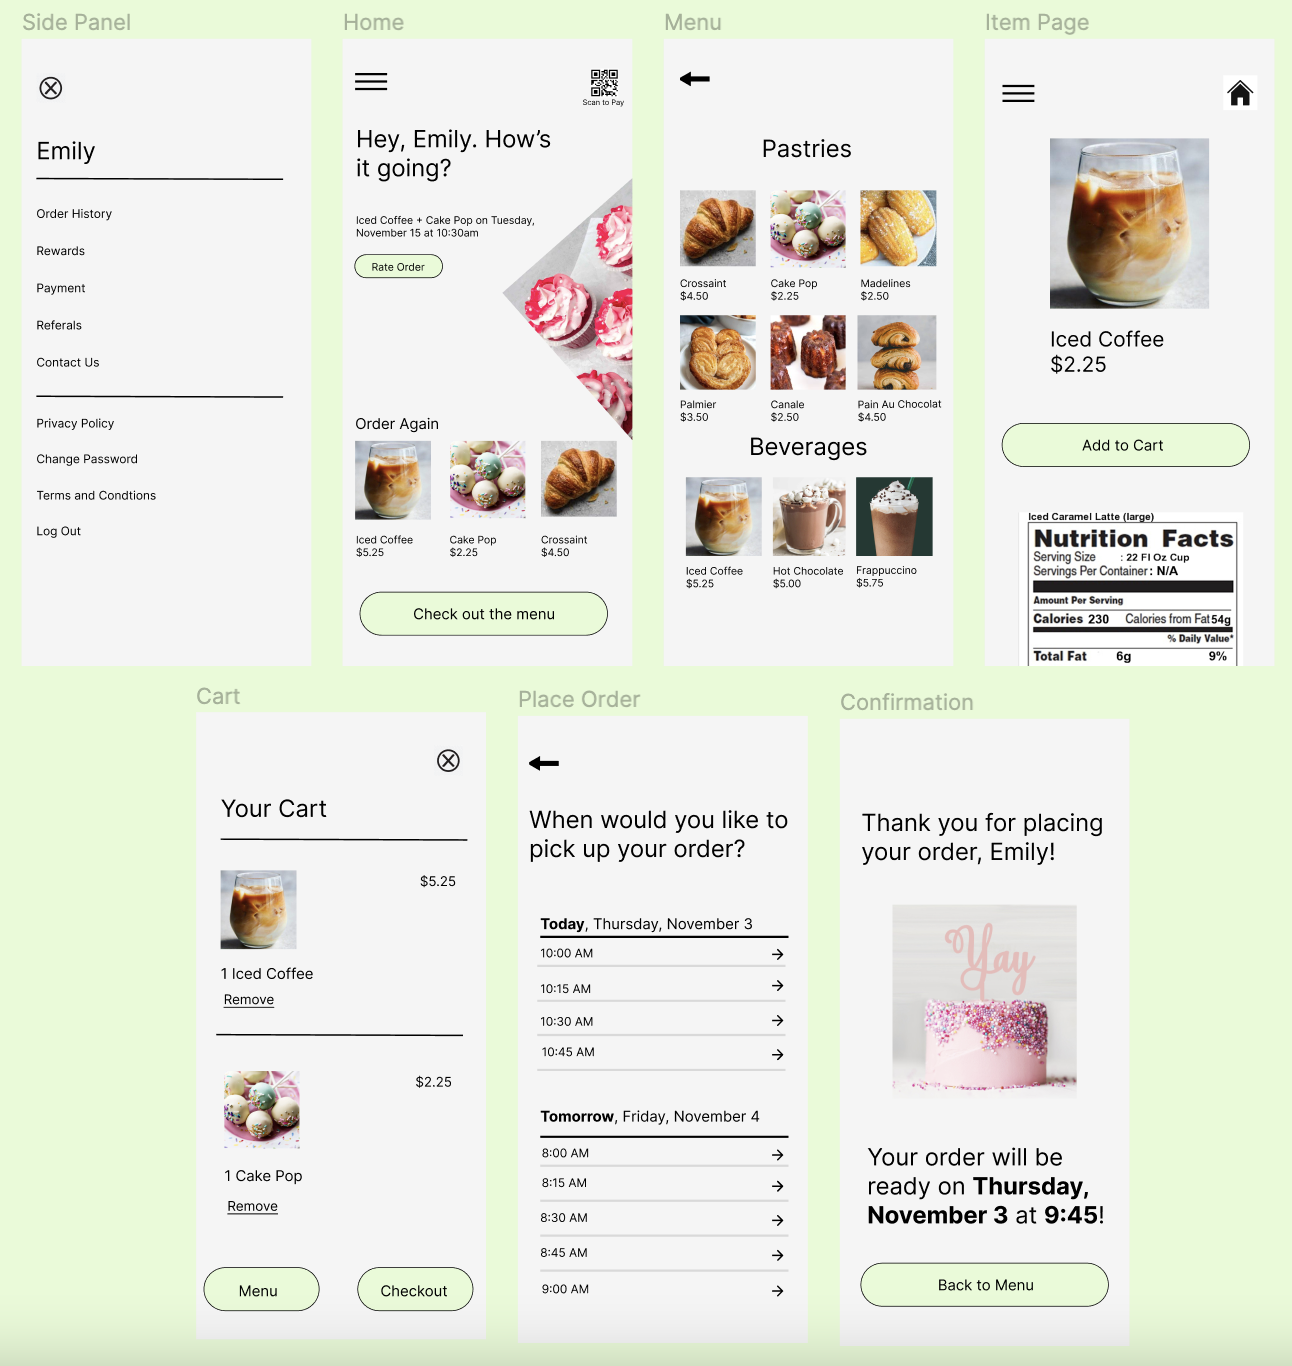 Side Panel
Emily
Order History
Rewards
Payment
Referals
Contact Us
Privacy Policy
Change Password
Terms and Condtions
Log Out
Home
Scan to Pay
Hey, Emily. How's
it going?
Iced Coffee + Cake Pop on Tuesday,
November 15 at 10:30am
Rate Order
Order Again
Iced Coffee
$5.25
Cake Pop
$2.25
Crossaint
$4.50
Check out the menu
Menu
Pastries
Crossaint
$4.50
Cake Pop
$2.25
Madelines
$2.50
Palmier
$3.50
Canale
$2.50
Pain Au Chocolat
$4.50
Beverages
Iced Coffee
$5.25
Hot Chocolate
$5.00
Frappuccino
$5.75
Item Page
Iced Coffee
$2.25
Add to Cart
Iced Caramel Latte (large)
Nutrition Facts
Serving Size : 22 Fl Oz Cup
Servings Per Container: N/A
Amount Per Serving
Calories 230 Calories from Fat 54g
% Daily Value*
Total Fat 6g 9%
Cart
Your Cart
$5.25
1 Iced Coffee
Remove
$2.25
1 Cake Pop
Remove
Menu
Checkout
Place Order
When would you like to
pick up your order?
Today, Thursday, November 3
10:00 AM
10:15 AM
10:30 AM
10:45 AM
Tomorrow, Friday, November 4
8:00 AM
8:15 AM
8:30 AM
8:45 AM
9:00 AM
Confirmation
Thank you for placing
your order, Emily!
Yay
Your order will be
ready on Thursday,
November 3 at 9:45!
Back to Menu